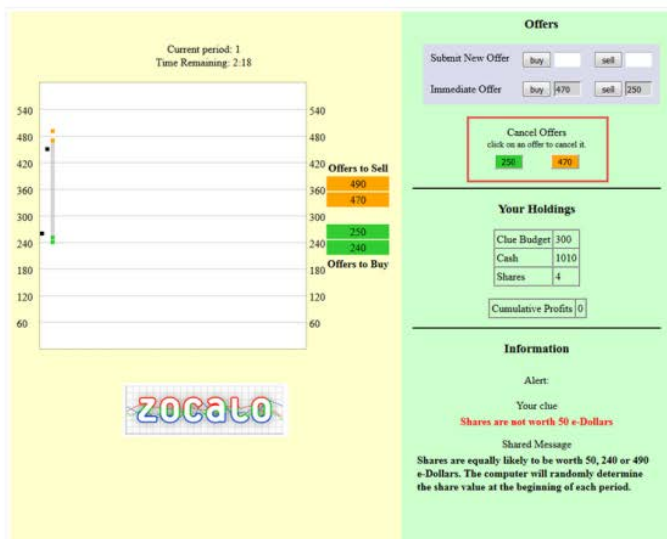 Current period: 1
Time Remaining: 2:18
540 540
480 480
420 420
360 360
300 300
240 240
180 180
120 120
60 60
Offers to Sell
490
470
250
240
Offers to Buy
ZOCALO
Offers
Submit New Offer buy sell
Immediate Offer buy 470 sell 250
Cancel Offers
click on an offer to cancel it.
250 470
Your Holdings
Clue Budget 300
Cash 1010
Shares 4
Cumulative Profits 0
Information
Alert:
Your clue
Shares are not worth 50 e-Dollars
Shared Message
Shares are equally likely to be worth 50, 240 or 490
e-Dollars. The computer will randomly determine
the share value at the beginning of each period.